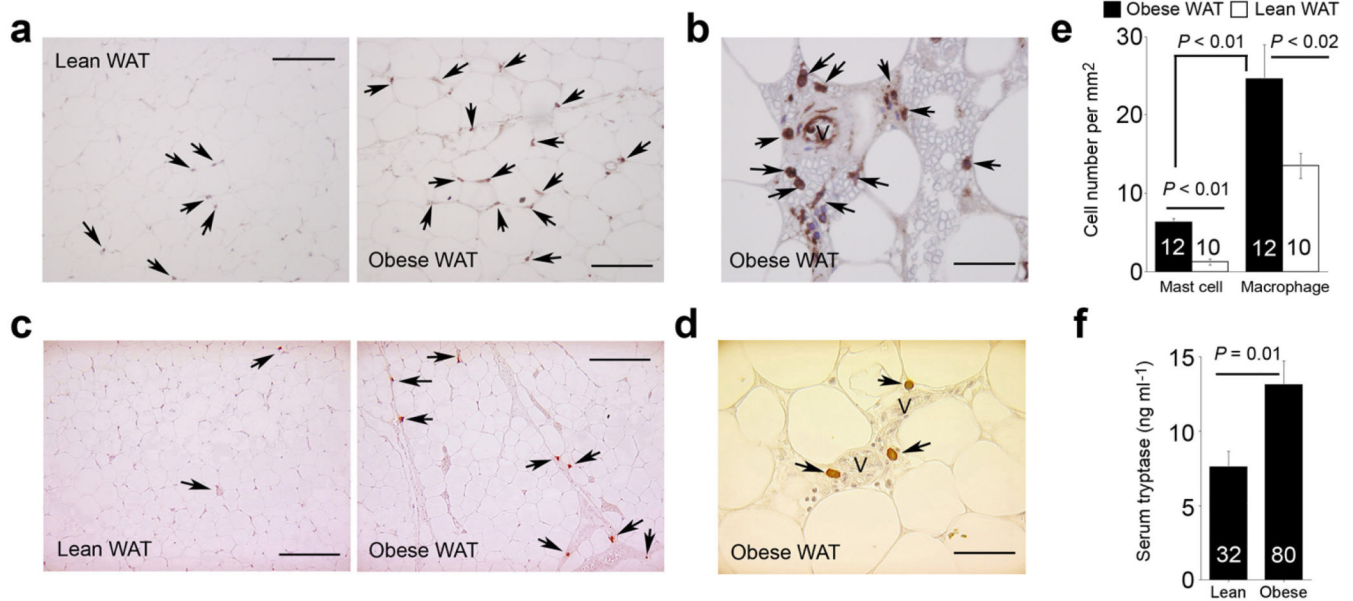 a
Lean WAT
Obese WAT
b
V
Obese WAT
c
Lean WAT
Obese WAT
d
V
V
Obese WAT
e
Obese WAT Lean WAT
Cell number per mm2
30
20
10
0
P < 0.01
P < 0.02
P < 0.01
12 10 12 10
Mast cell Macrophage
f
Serum tryptase (ng ml-1)
15
10
5
0
P = 0.01
32 80
Lean Obese